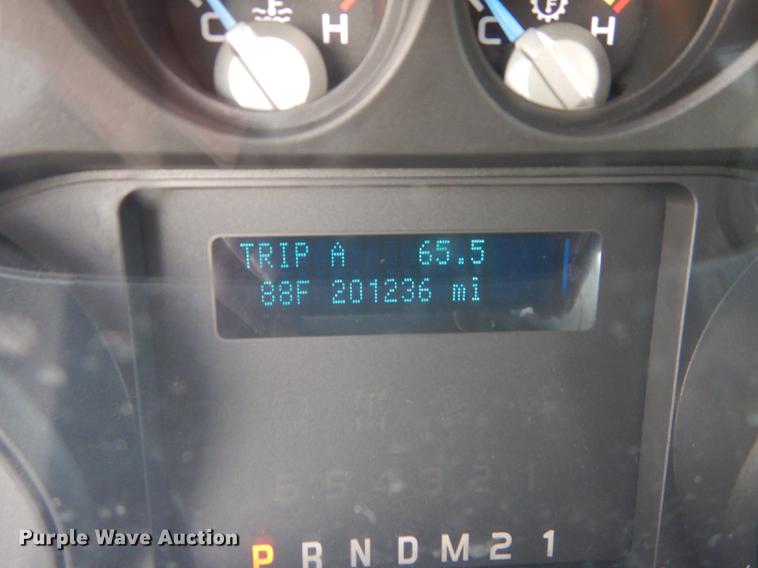 C H C H
TRIP A 65.5
88F 201236 mi
6 5 4 3 2 1
P R N D M 2 1
Purple Wave Auction®